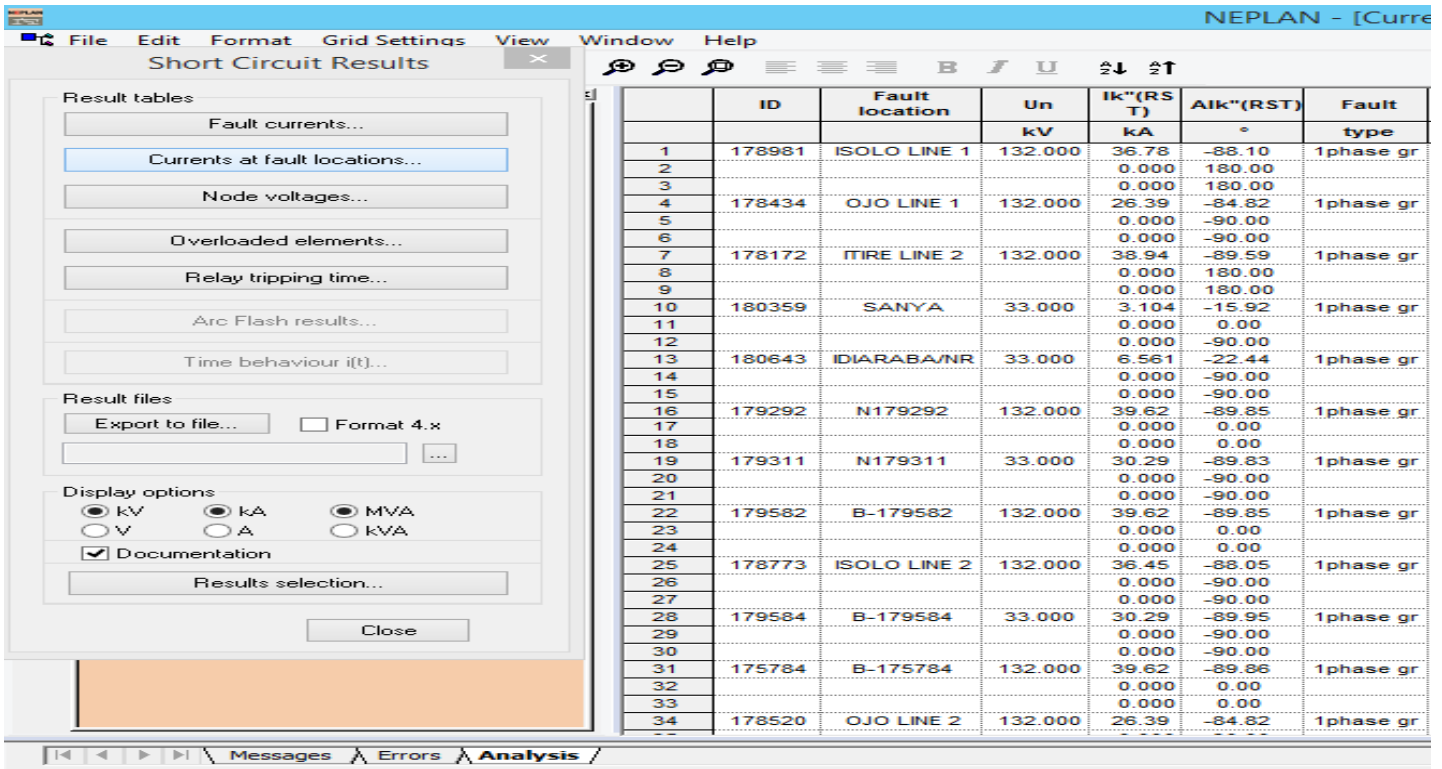 NEPLAN
NEPLAN - [Curre
File Edit Format Grid Settings View Window Help
Short Circuit Results
Result tables
Fault currents...
Currents at fault locations...
Node voltages...
Overloaded elements...
Relay tripping time...
Arc Flash results...
Time behaviour i(t)...
Result files
Export to file...
Format 4.x
...
Display options
kV kA MVA
V A kVA
Documentation
Results selection...
Close
B I U
ID Fault location Un Ik"(RST) AIk"(RST) Fault
kV kA ° type
1 178981 ISOLO LINE 1 132.000 36.78 -88.10 1phase gr
2 0.000 180.00
3 0.000 180.00
4 178434 OJO LINE 1 132.000 26.39 -84.82 1phase gr
5 0.000 -90.00
6 0.000 -90.00
7 178172 ITIRE LINE 2 132.000 38.94 -89.59 1phase gr
8 0.000 180.00
9 0.000 180.00
10 180359 SANYA 33.000 3.104 -15.92 1phase gr
11 0.000 0.00
12 0.000 -90.00
13 180643 IDIARABA/NR 33.000 6.561 -22.44 1phase gr
14 0.000 -90.00
15 0.000 -90.00
16 179292 N179292 132.000 39.62 -89.85 1phase gr
17 0.000 0.00
18 0.000 0.00
19 179311 N179311 33.000 30.29 -89.83 1phase gr
20 0.000 -90.00
21 0.000 -90.00
22 179582 B-179582 132.000 39.62 -89.85 1phase gr
23 0.000 0.00
24 0.000 0.00
25 178773 ISOLO LINE 2 132.000 36.45 -88.05 1phase gr
26 0.000 -90.00
27 0.000 -90.00
28 179584 B-179584 33.000 30.29 -89.95 1phase gr
29 0.000 -90.00
30 0.000 -90.00
31 175784 B-175784 132.000 39.62 -89.86 1phase gr
32 0.000 0.00
33 0.000 0.00
34 178520 OJO LINE 2 132.000 26.39 -84.82 1phase gr
Messages Errors Analysis